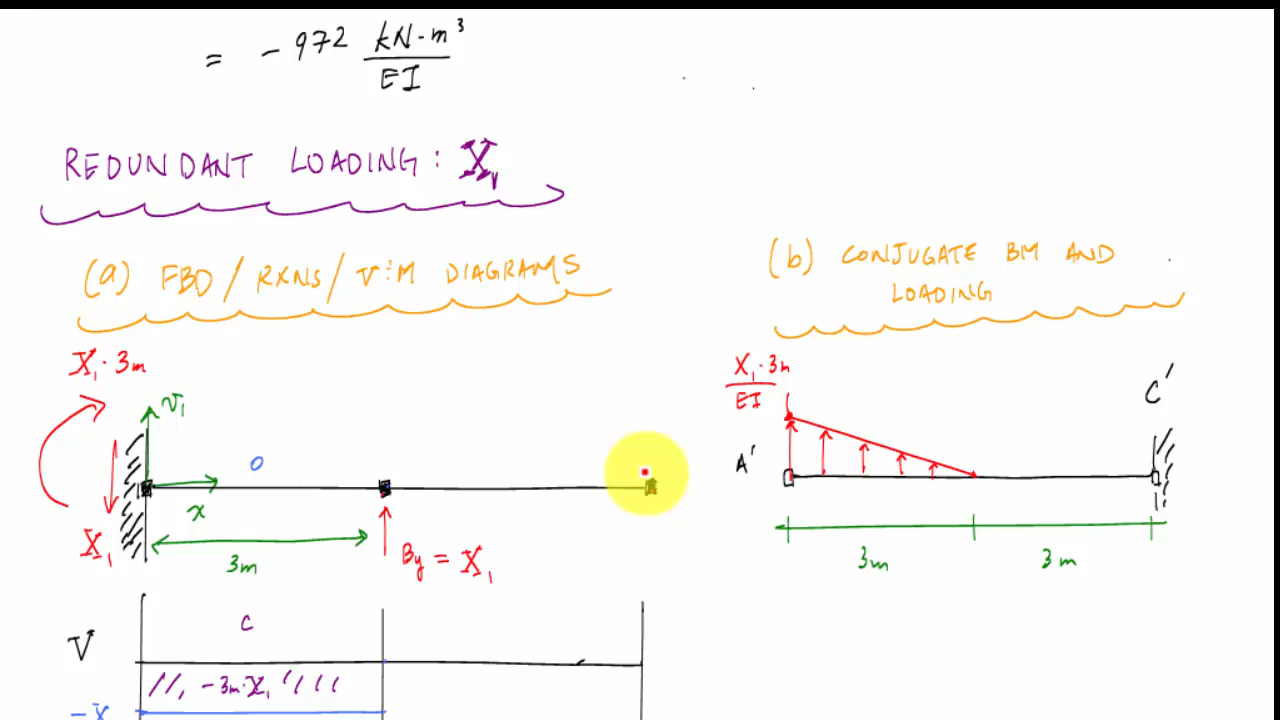 = -972 kN-m³
EI
REDUNDANT LOADING: X₁
(a) FBD/RXNS/V:M DIAGRAMS
(b) CONJUGATE BM AND
LOADING
X₁·3m
v₁
O
x
3m
X₁
By = X₁
X₁·3m
EI
A'
C'
3m 3m
V
C
-3m·X₁
-X